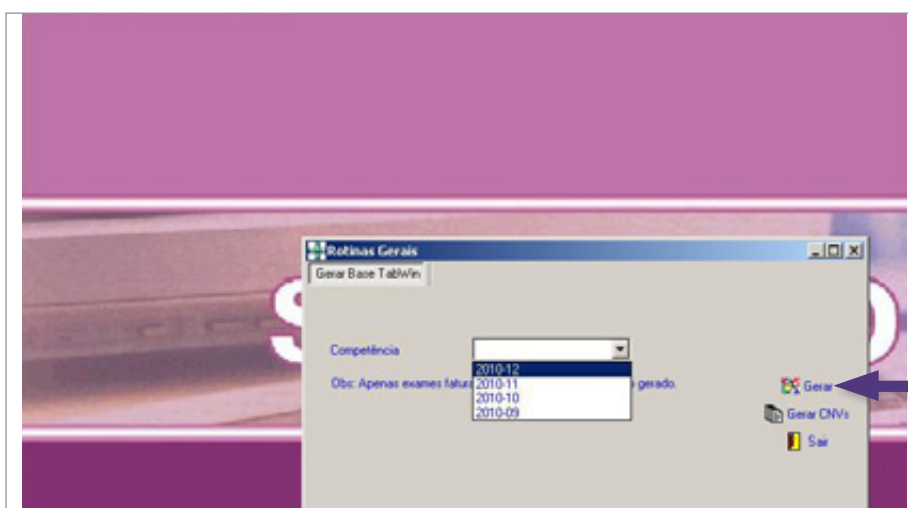 Rotinas Gerais
Gerar Base TabWin
Competência
2010-12
Obs: Apenas exames
2010-11
gerado.
2010-10
2010-09
Gerar
Gerar CNVs
Sair